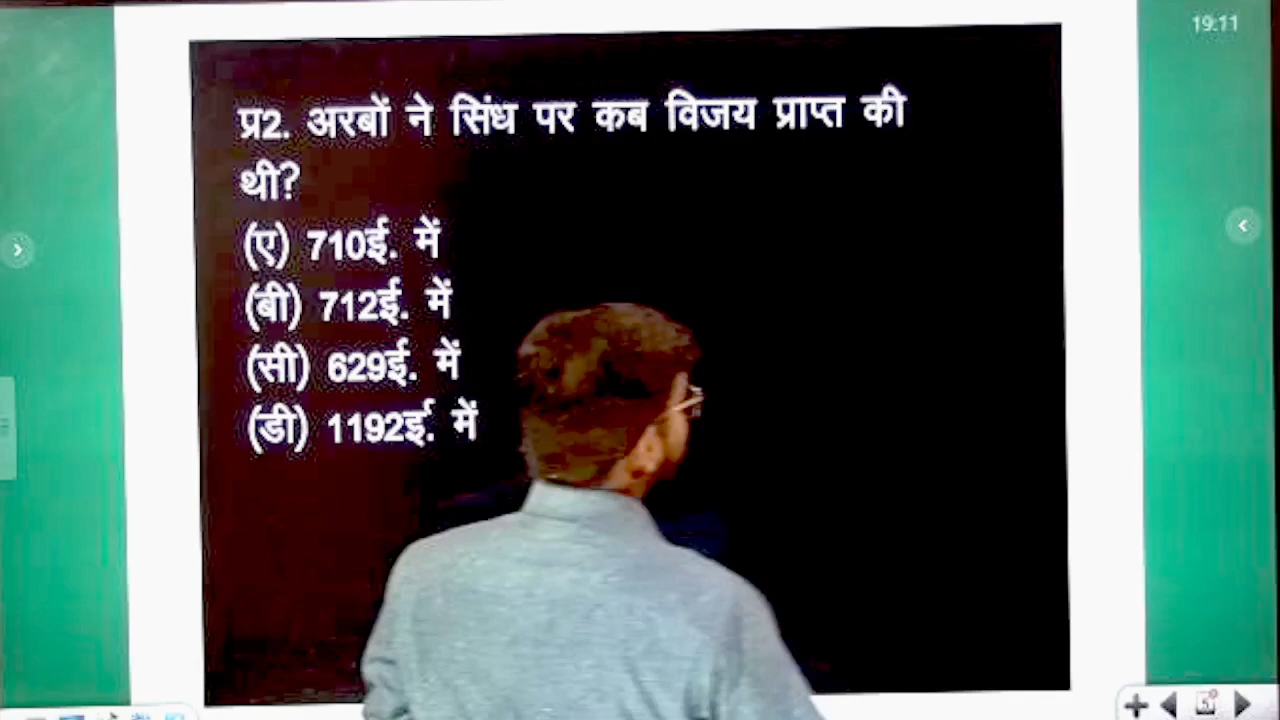 19:11
प्र2. अरबों ने सिंध पर कब विजय प्राप्त की
थी?
(ए) 710ई. में
(बी) 712ई. में
(सी) 629ई. में
(डी) 1192ई. में